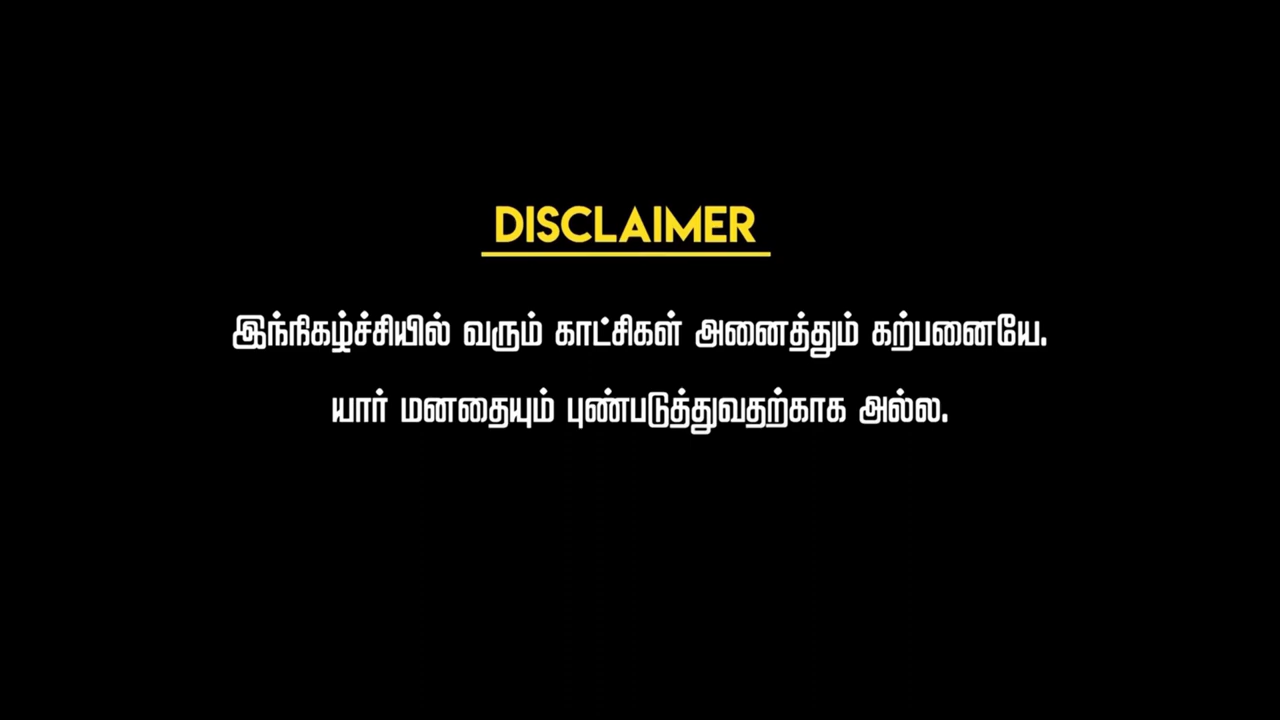 DISCLAIMER
இந்நிகழ்ச்சியில் வரும் காட்சிகள் அனைத்தும் கற்பனையே.
யார் மனதையும் புண்படுத்துவதற்காக அல்ல.